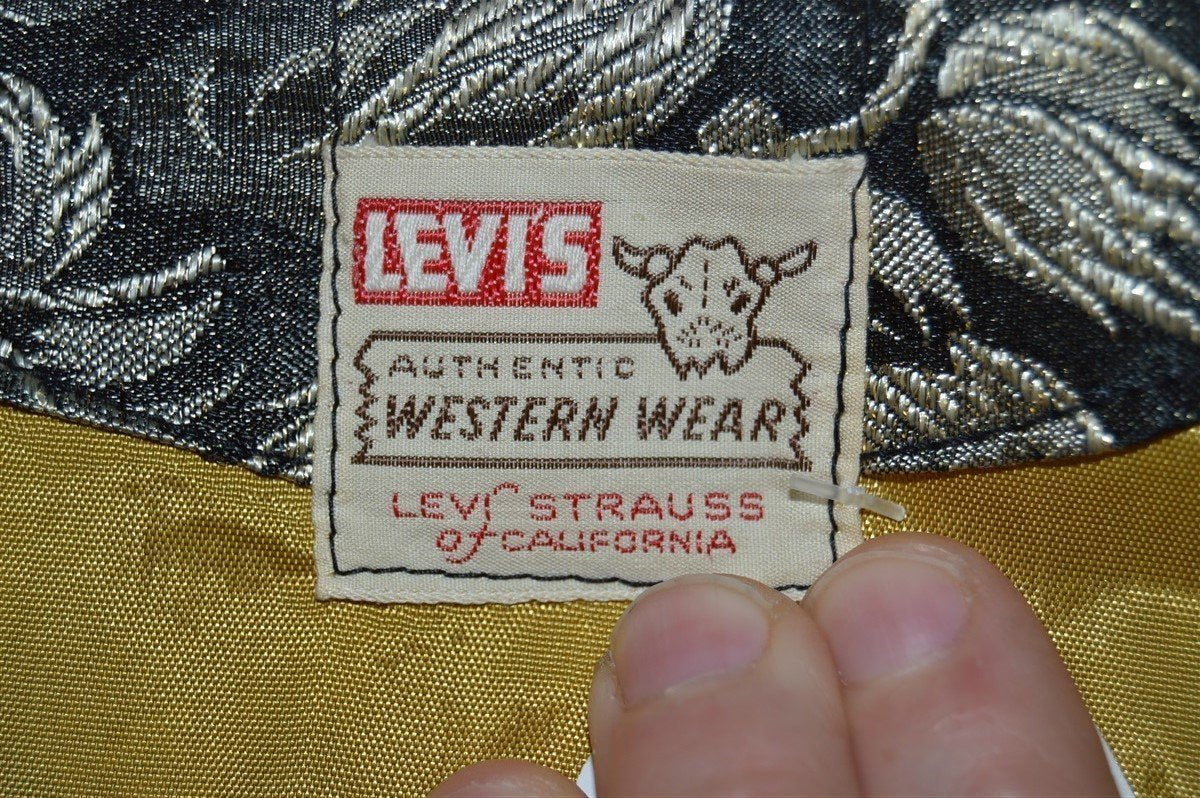 LEVI'S
AUTHENTIC
WESTERN WEAR
LEVI STRAUSS
of CALIFORNIA